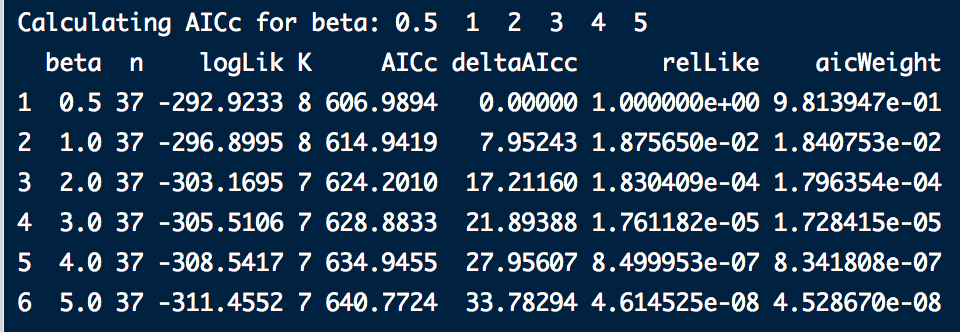 Calculating AICc for beta: 0.5 1 2 3 4 5
beta n logLik K AICc deltaAIcc relLike aicWeight
1 0.5 37 -292.9233 8 606.9894 0.00000 1.000000e+00 9.813947e-01
2 1.0 37 -296.8995 8 614.9419 7.95243 1.875650e-02 1.840753e-02
3 2.0 37 -303.1695 7 624.2010 17.21160 1.830409e-04 1.796354e-04
4 3.0 37 -305.5106 7 628.8833 21.89388 1.761182e-05 1.728415e-05
5 4.0 37 -308.5417 7 634.9455 27.95607 8.499953e-07 8.341808e-07
6 5.0 37 -311.4552 7 640.7724 33.78294 4.614525e-08 4.528670e-08